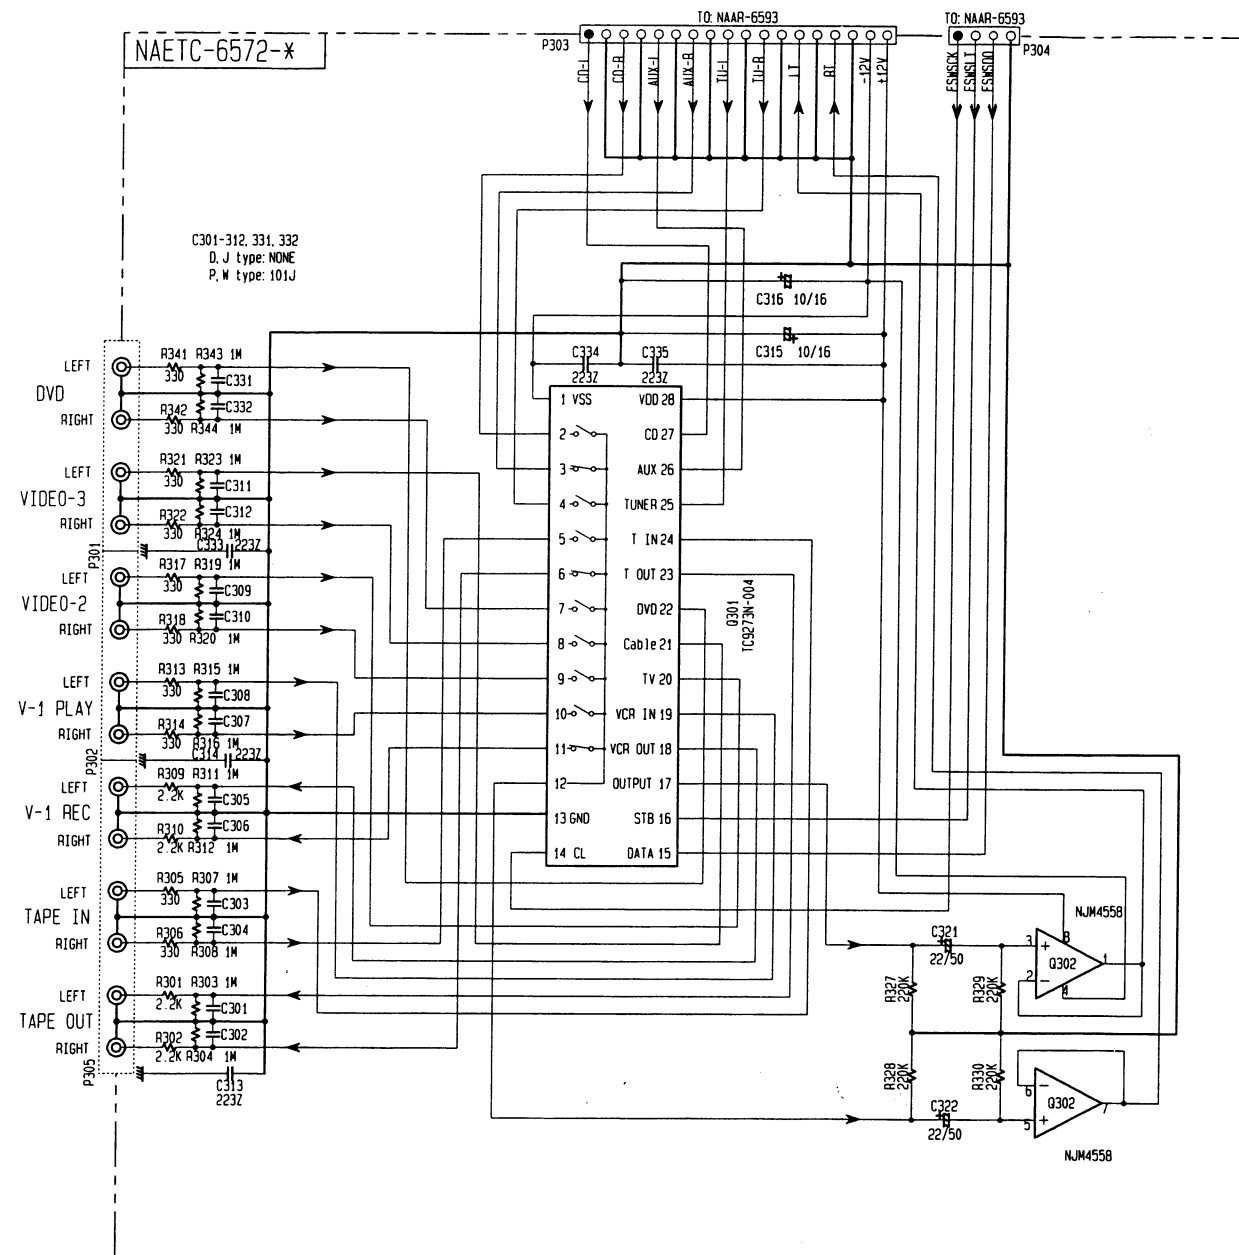 TO: NAAR-6593
TO: NAAR-6593
P303
P304
NAETC-6572-*
CD-L
CD-R
AUX-L
AUX-R
TU-L
TU-R
LT
RT
-12V
+12V
FSWSCK
FSWSLT
FSWSDO
C301-312, 331, 332
D, J type: NONE
P, W type: 101J
C316 10/16
C315 10/16
C334
223Z
C335
223Z
LEFT
DVD
RIGHT
R341 R343 1M
330
C331
C332
R342
330 R344 1M
LEFT
VIDEO-3
RIGHT
R321 R323 1M
330
C311
C312
R322
330 R324 1M
P301
C333 223Z
LEFT
VIDEO-2
RIGHT
R317 R319 1M
330
C309
C310
R318
330 R320 1M
LEFT
V-1 PLAY
RIGHT
R313 R315 1M
330
C308
C307
R314
330 R316 1M
P302
C314 223Z
LEFT
V-1 REC
RIGHT
R309 R311 1M
2.2K
C305
C306
R310
2.2K R312 1M
LEFT
TAPE IN
RIGHT
R305 R307 1M
330
C303
C304
R306
330 R308 1M
LEFT
TAPE OUT
RIGHT
R301 R303 1M
2.2K
C301
C302
R302
2.2K R304 1M
P305
C313
223Z
1 VSS
VDD 28
2
CD 27
3
AUX 26
4
TUNER 25
5
T IN 24
6
T OUT 23
7
DVD 22
8
Cable 21
9
TV 20
10
VCR IN 19
11
VCR OUT 18
12
OUTPUT 17
13 GND
STB 16
14 CL
DATA 15
Q301
TC9273N-004
NJM4558
C321
22/50
3
+
8
Q302
1
2
-
4
R327
220K
R329
220K
R328
220K
R330
220K
C322
22/50
6
-
Q302
7
5
+
NJM4558